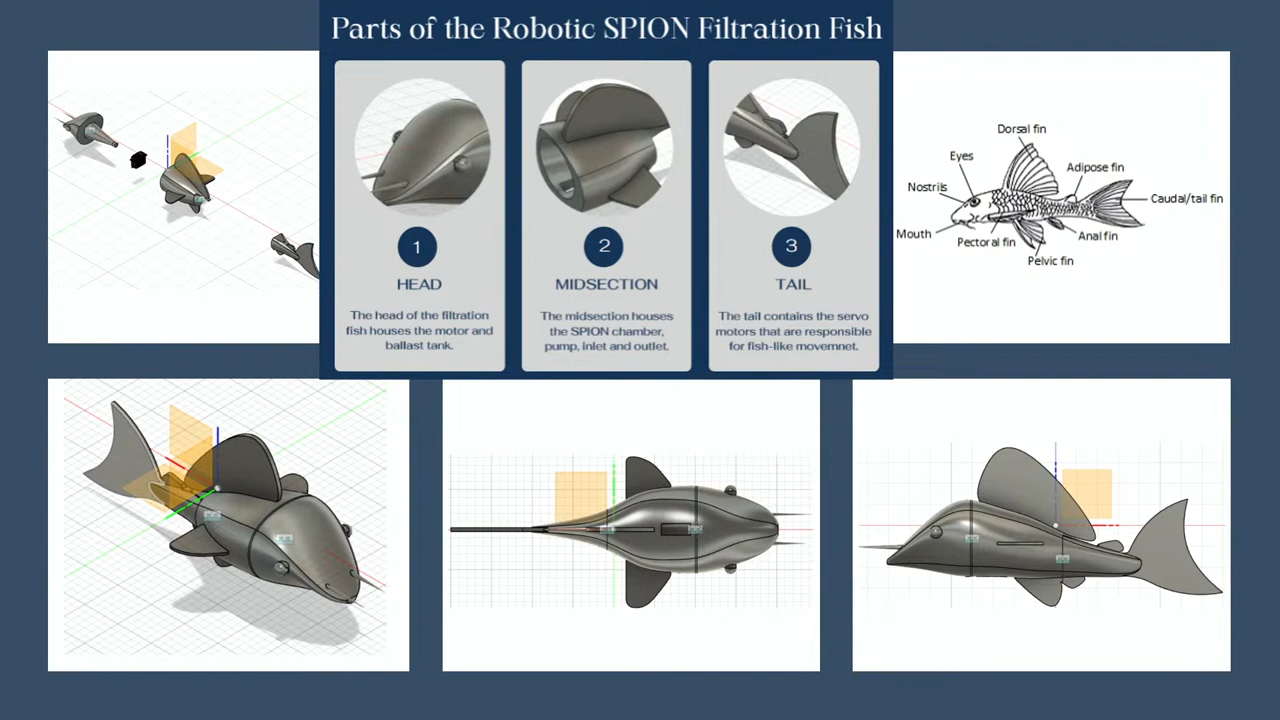 Parts of the Robotic SPION Filtration Fish
1
HEAD
The head of the filtration
fish houses the motor and
ballast tank.
2
MIDSECTION
The midsection houses
the SPION chamber,
pump, inlet and outlet.
3
TAIL
The tail contains the servo
motors that are responsible
for fish-like movemnet.
Dorsal fin
Eyes
Adipose fin
Nostrils
Caudal/tail fin
Mouth
Pectoral fin
Anal fin
Pelvic fin